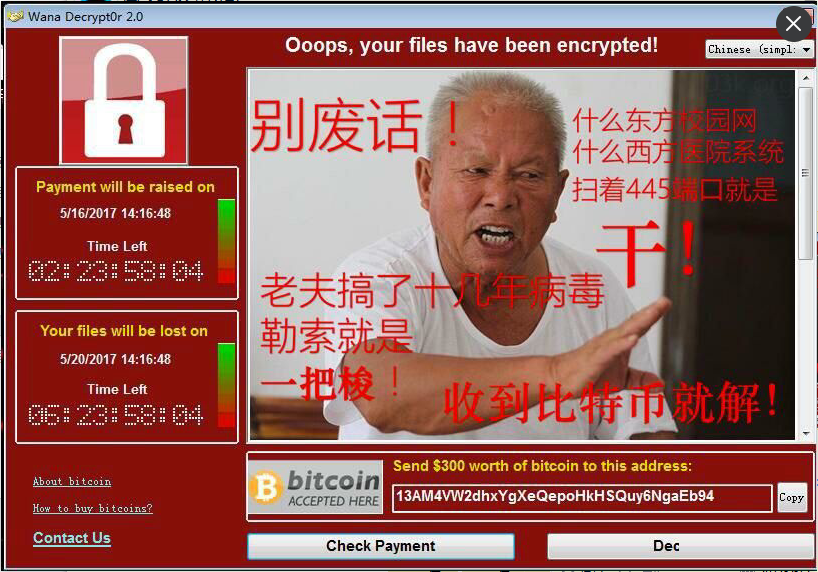 Wana Decrypt0r 2.0
Ooops, your files have been encrypted!
Chinese (simpl:
Payment will be raised on
5/16/2017 14:16:48
Time Left
02:23:58:04
Your files will be lost on
5/20/2017 14:16:48
Time Left
06:23:58:04
About bitcoin
How to buy bitcoins?
Contact Us
别废话！
什么东方校园网
什么西方医院系统
扫着445端口就是
干！
老夫搞了十几年病毒
勒索就是
一把梭！
收到比特币就解！
bitcoin
ACCEPTED HERE
Send $300 worth of bitcoin to this address:
13AM4VW2dhxYgXeQepoHkHSQuy6NgaEb94
Copy
Check Payment
Dec